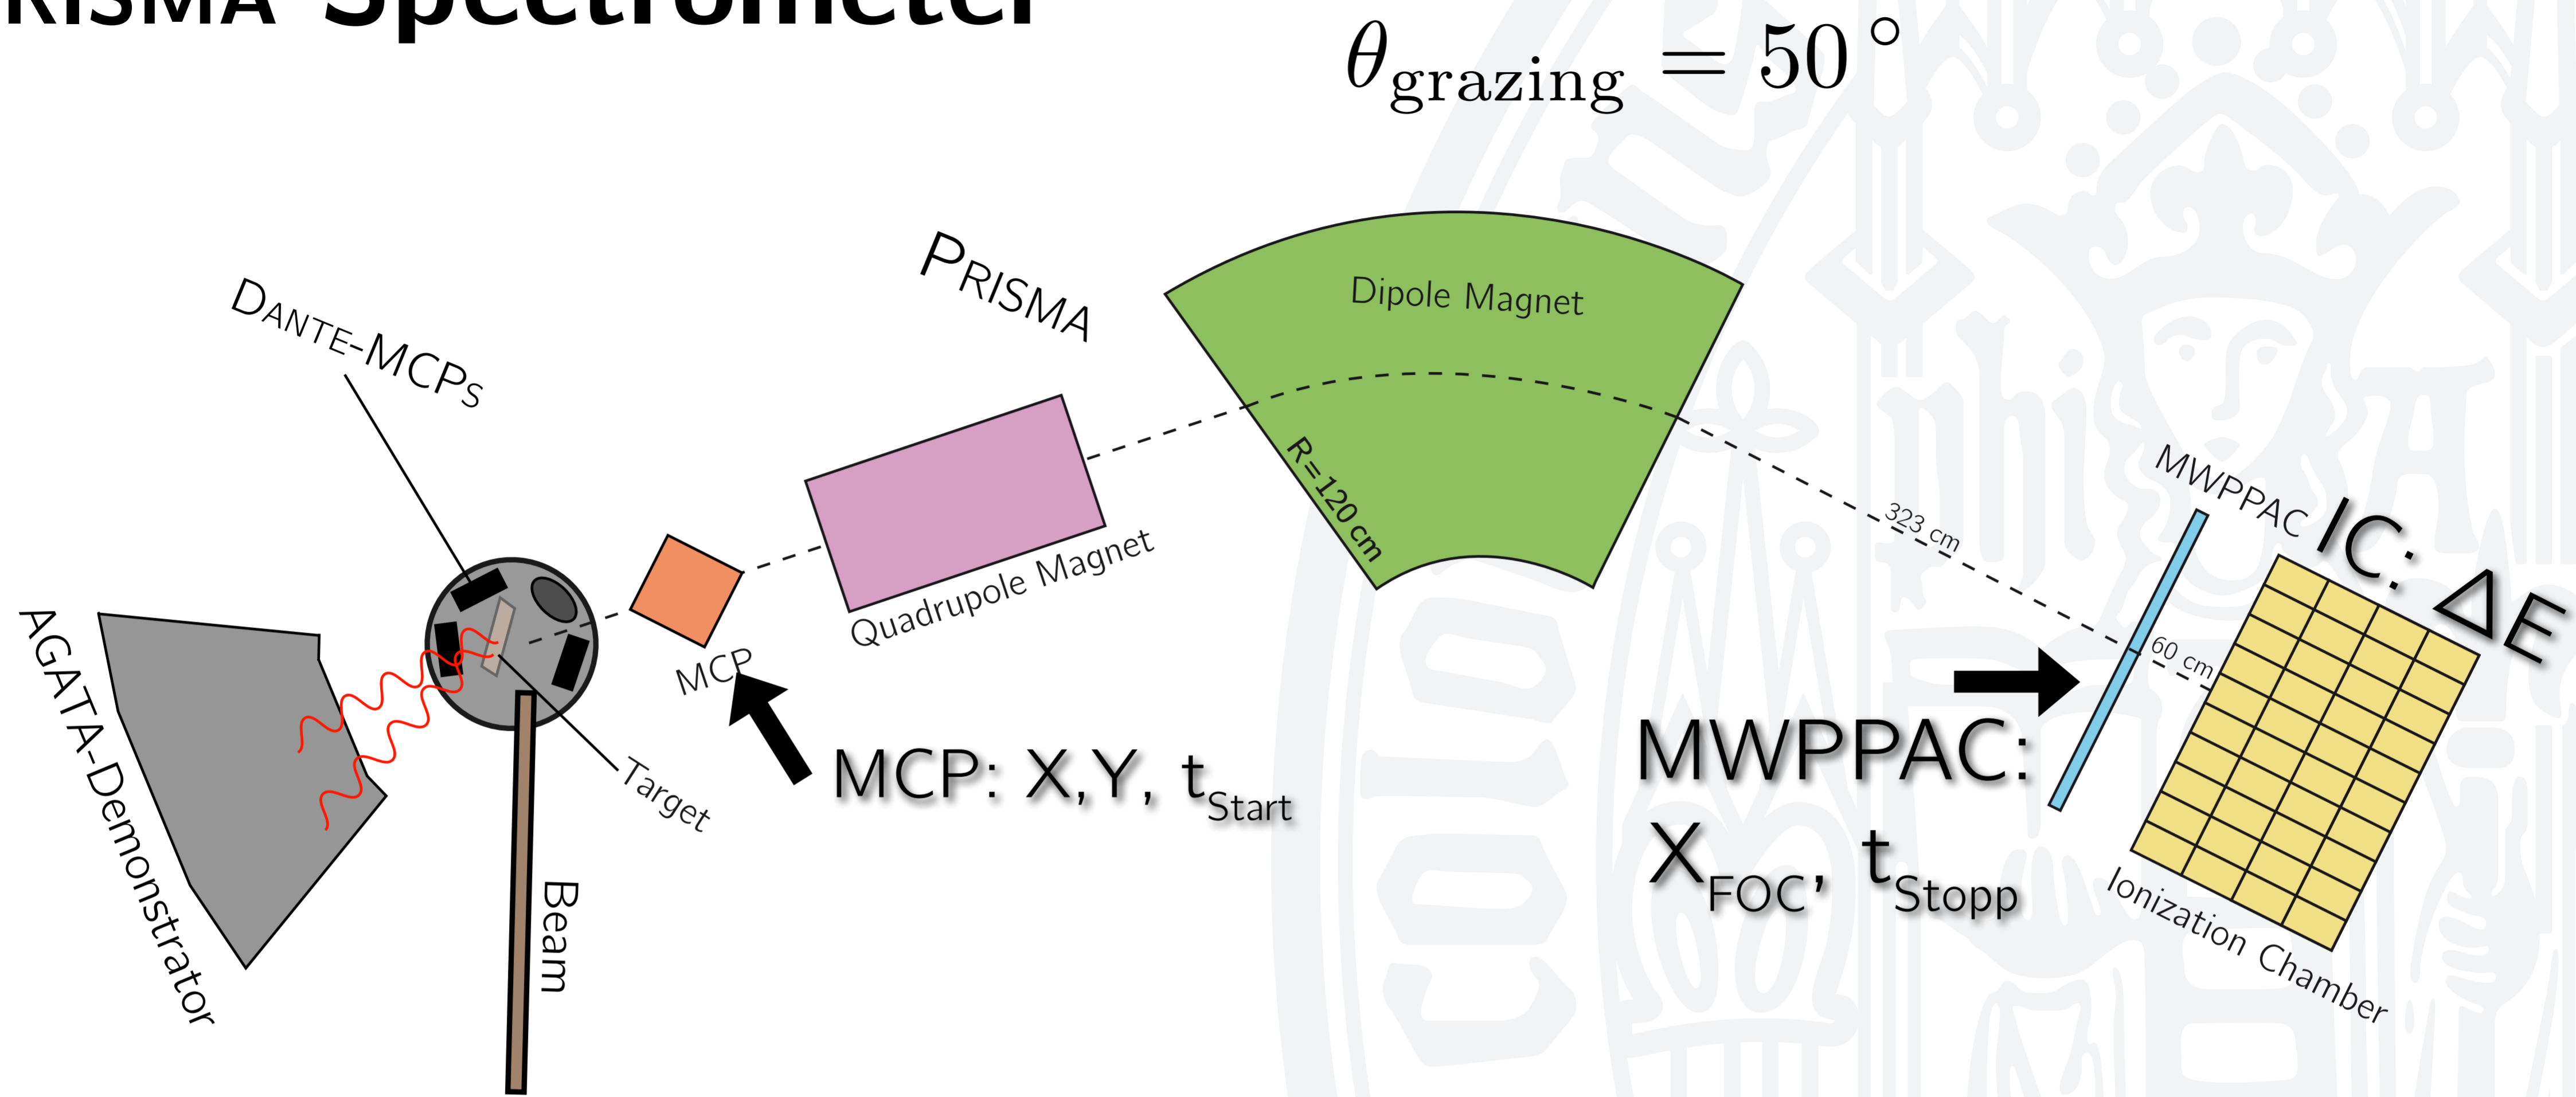 RISMA Spectrometer
θgrazing = 50°
PRISMA
Dipole Magnet
DANTE-MCPs
R=120 cm
323 cm
MWPPAC
IC: ΔE
Quadrupole Magnet
60 cm
MCP
AGATA-Demonstrator
MCP: X,Y, tStart
MWPPAC:
XFOC, tStopp
Target
Beam
Ionization Chamber